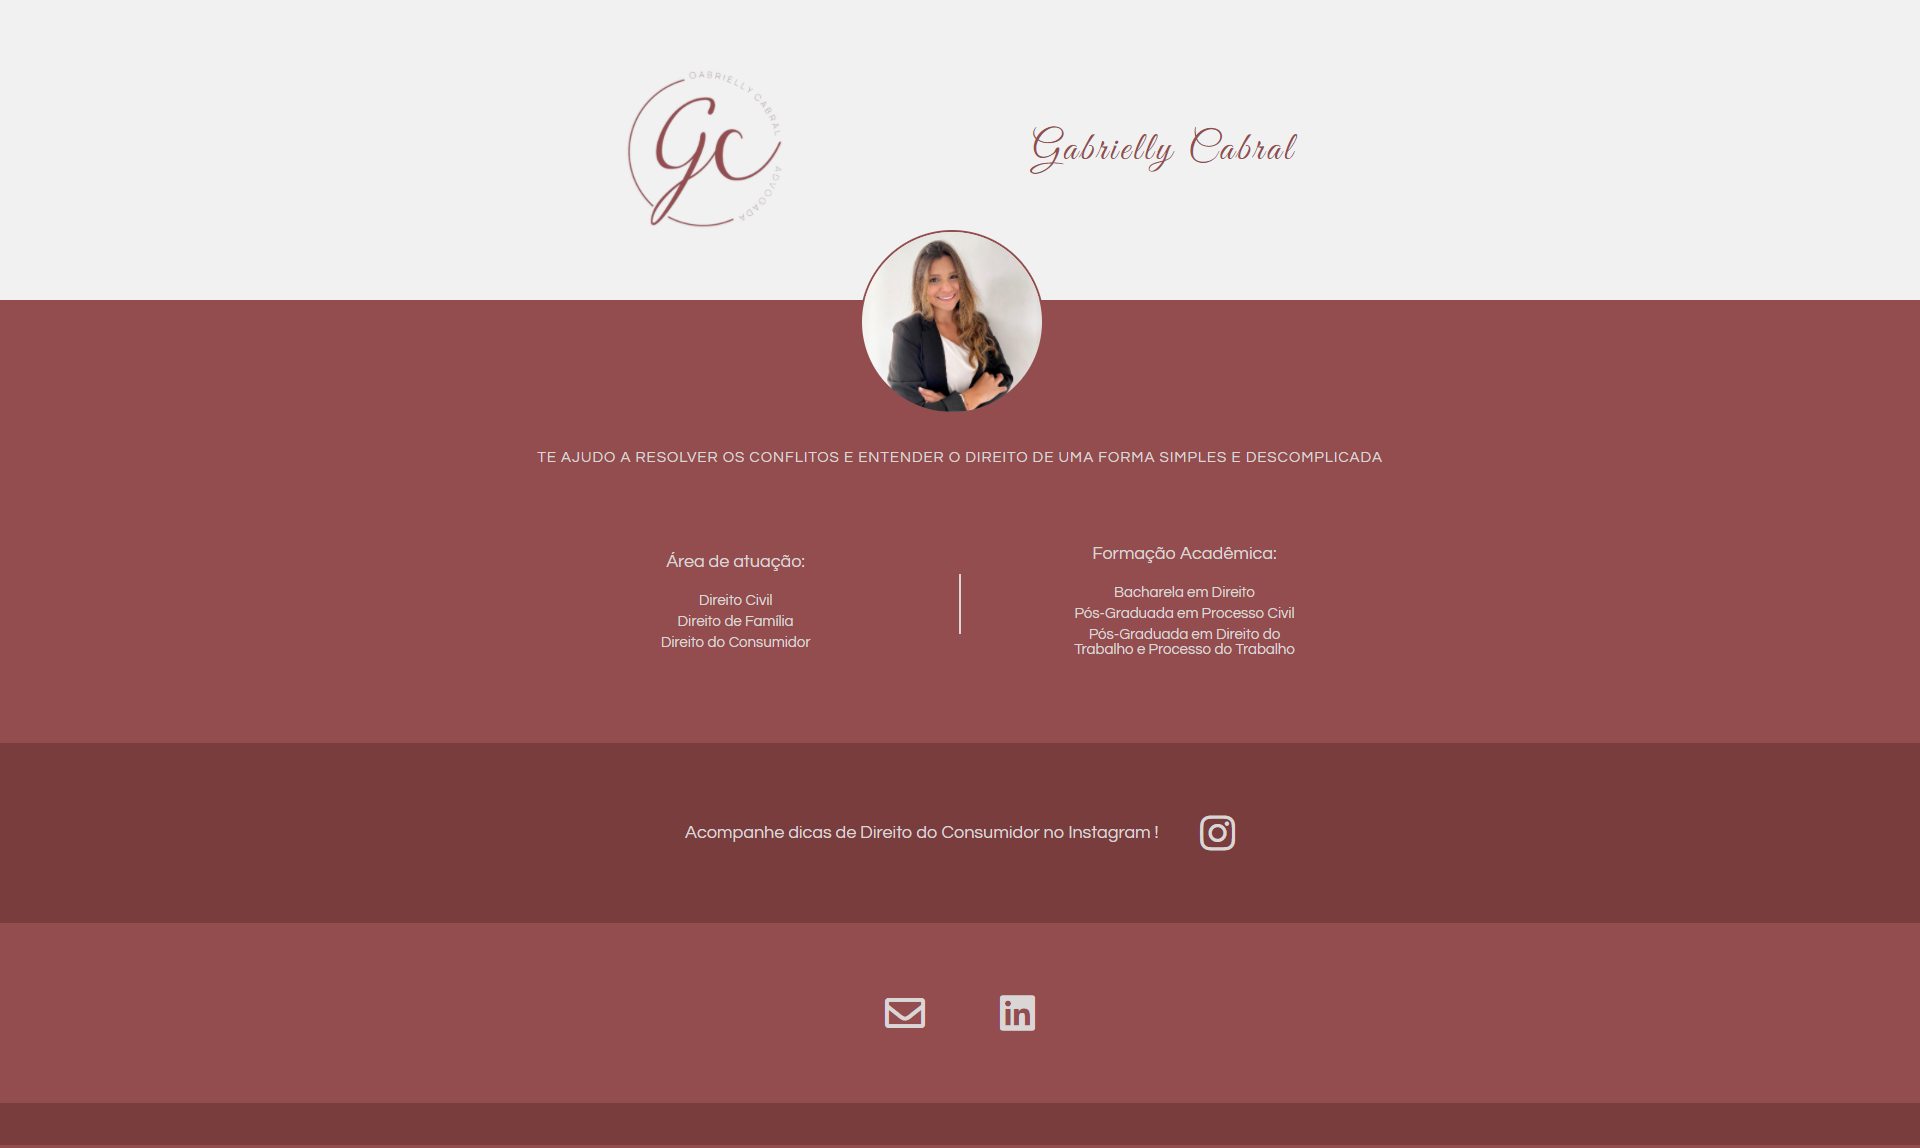 GABRIELLY CABRAL
ADVOGADA
gc
Gabrielly Cabral
TE AJUDO A RESOLVER OS CONFLITOS E ENTENDER O DIREITO DE UMA FORMA SIMPLES E DESCOMPLICADA
Área de atuação:
Direito Civil
Direito de Família
Direito do Consumidor
Formação Acadêmica:
Bacharela em Direito
Pós-Graduada em Processo Civil
Pós-Graduada em Direito do
Trabalho e Processo do Trabalho
Acompanhe dicas de Direito do Consumidor no Instagram !
in